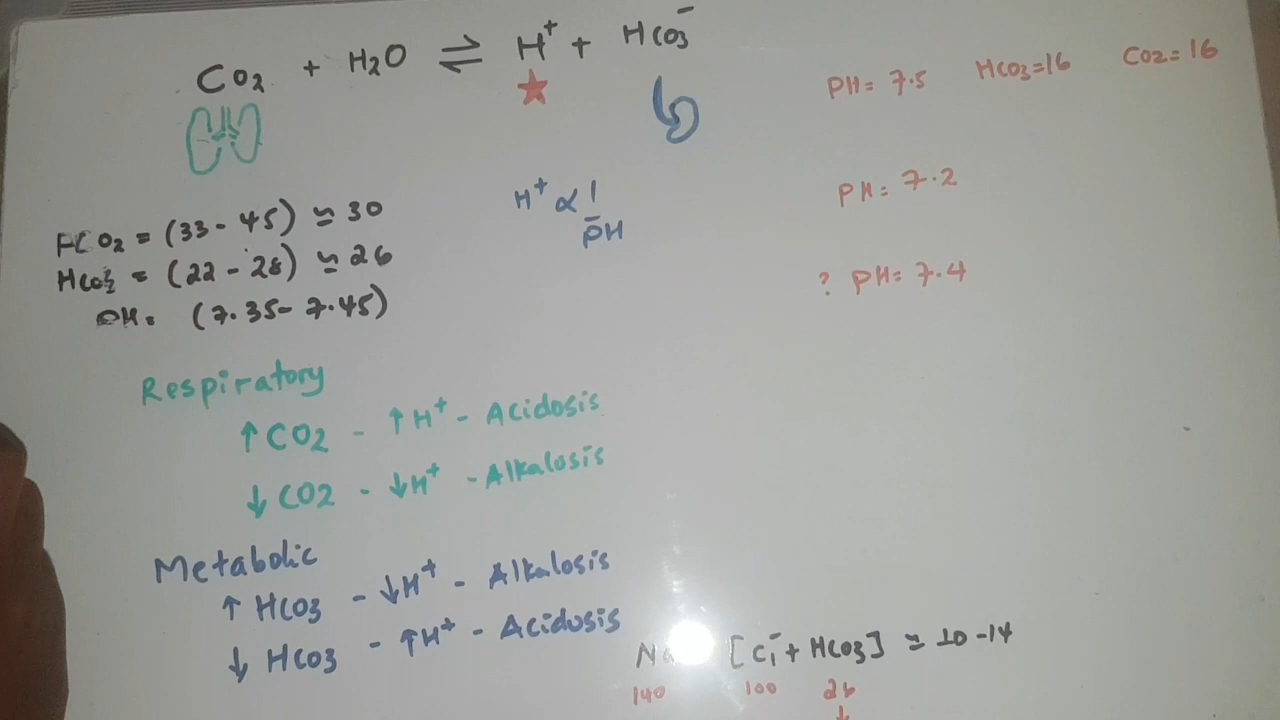 CO2 + H2O ⇌ H+ + HCO3-
PH= 7.5 HCO3=16 CO2=16
H+ ∝ 1/PH
PH= 7.2
? PH= 7.4
PCO2 = (33-45) ≃ 30
HCO3 = (22-28) ≃ 26
PH= (7.35-7.45)
Respiratory
↑CO2 - ↑H+ - Acidosis
↓CO2 - ↓H+ - Alkalosis
Metabolic
↑ HCO3 - ↓H+ - Alkalosis
↓ HCO3 - ↑H+ - Acidosis
[Cl- + HCO3] ≃ 10-14
140 100 26
↓